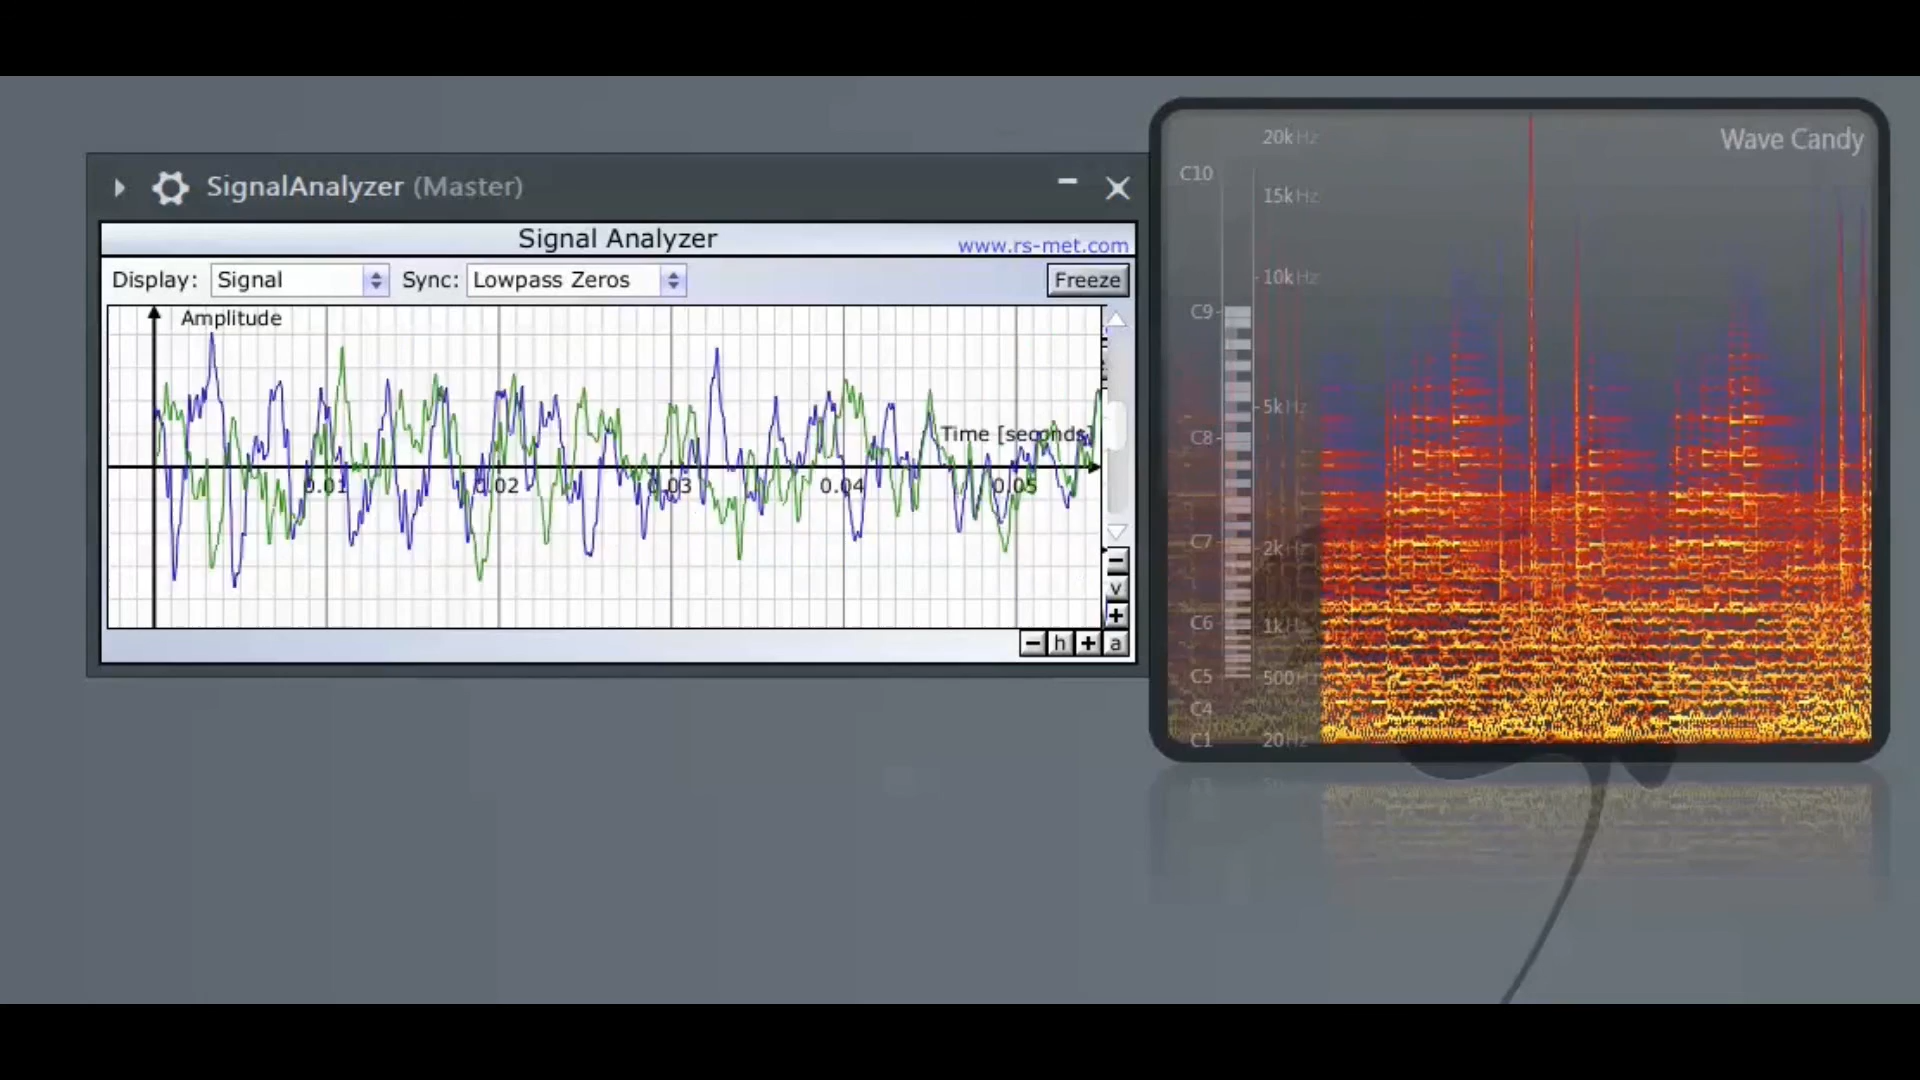 SignalAnalyzer (Master)
Signal Analyzer
www.rs-met.com
Display: Signal Sync: Lowpass Zeros Freeze
Amplitude
Time [seconds]
0.01 0.02 0.03 0.04 0.05
−
v
+
− h + a
Wave Candy
20kHz
C10
15kHz
10kHz
C9
5kHz
C8
C7
2kHz
C6
1kHz
C5
500Hz
C4
C1
20Hz